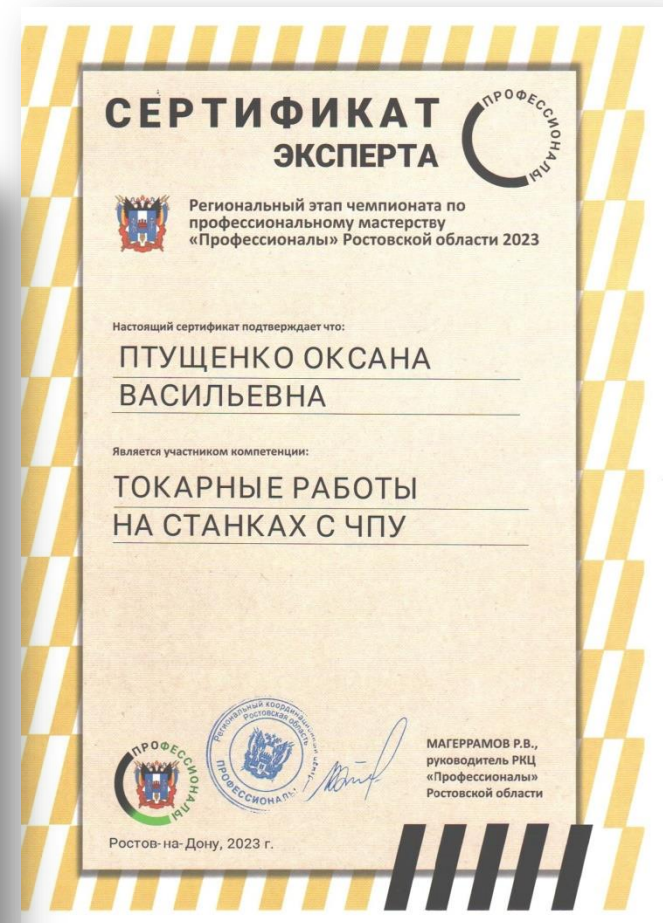 СЕРТИФИКАТ
ЭКСПЕРТА
ПРОФЕССИОНАЛЫ
Региональный этап чемпионата по
профессиональному мастерству
«Профессионалы» Ростовской области 2023
Настоящий сертификат подтверждает что:
ПТУЩЕНКО ОКСАНА
ВАСИЛЬЕВНА
Является участником компетенции:
ТОКАРНЫЕ РАБОТЫ
НА СТАНКАХ С ЧПУ
ПРОФЕССИОНАЛЫ
Региональный координационный центр
Ростовская область
ПРОФЕССИОНАЛЫ
МАГЕРРАМОВ Р.В.,
руководитель РКЦ
«Профессионалы»
Ростовской области
Ростов-на-Дону, 2023 г.